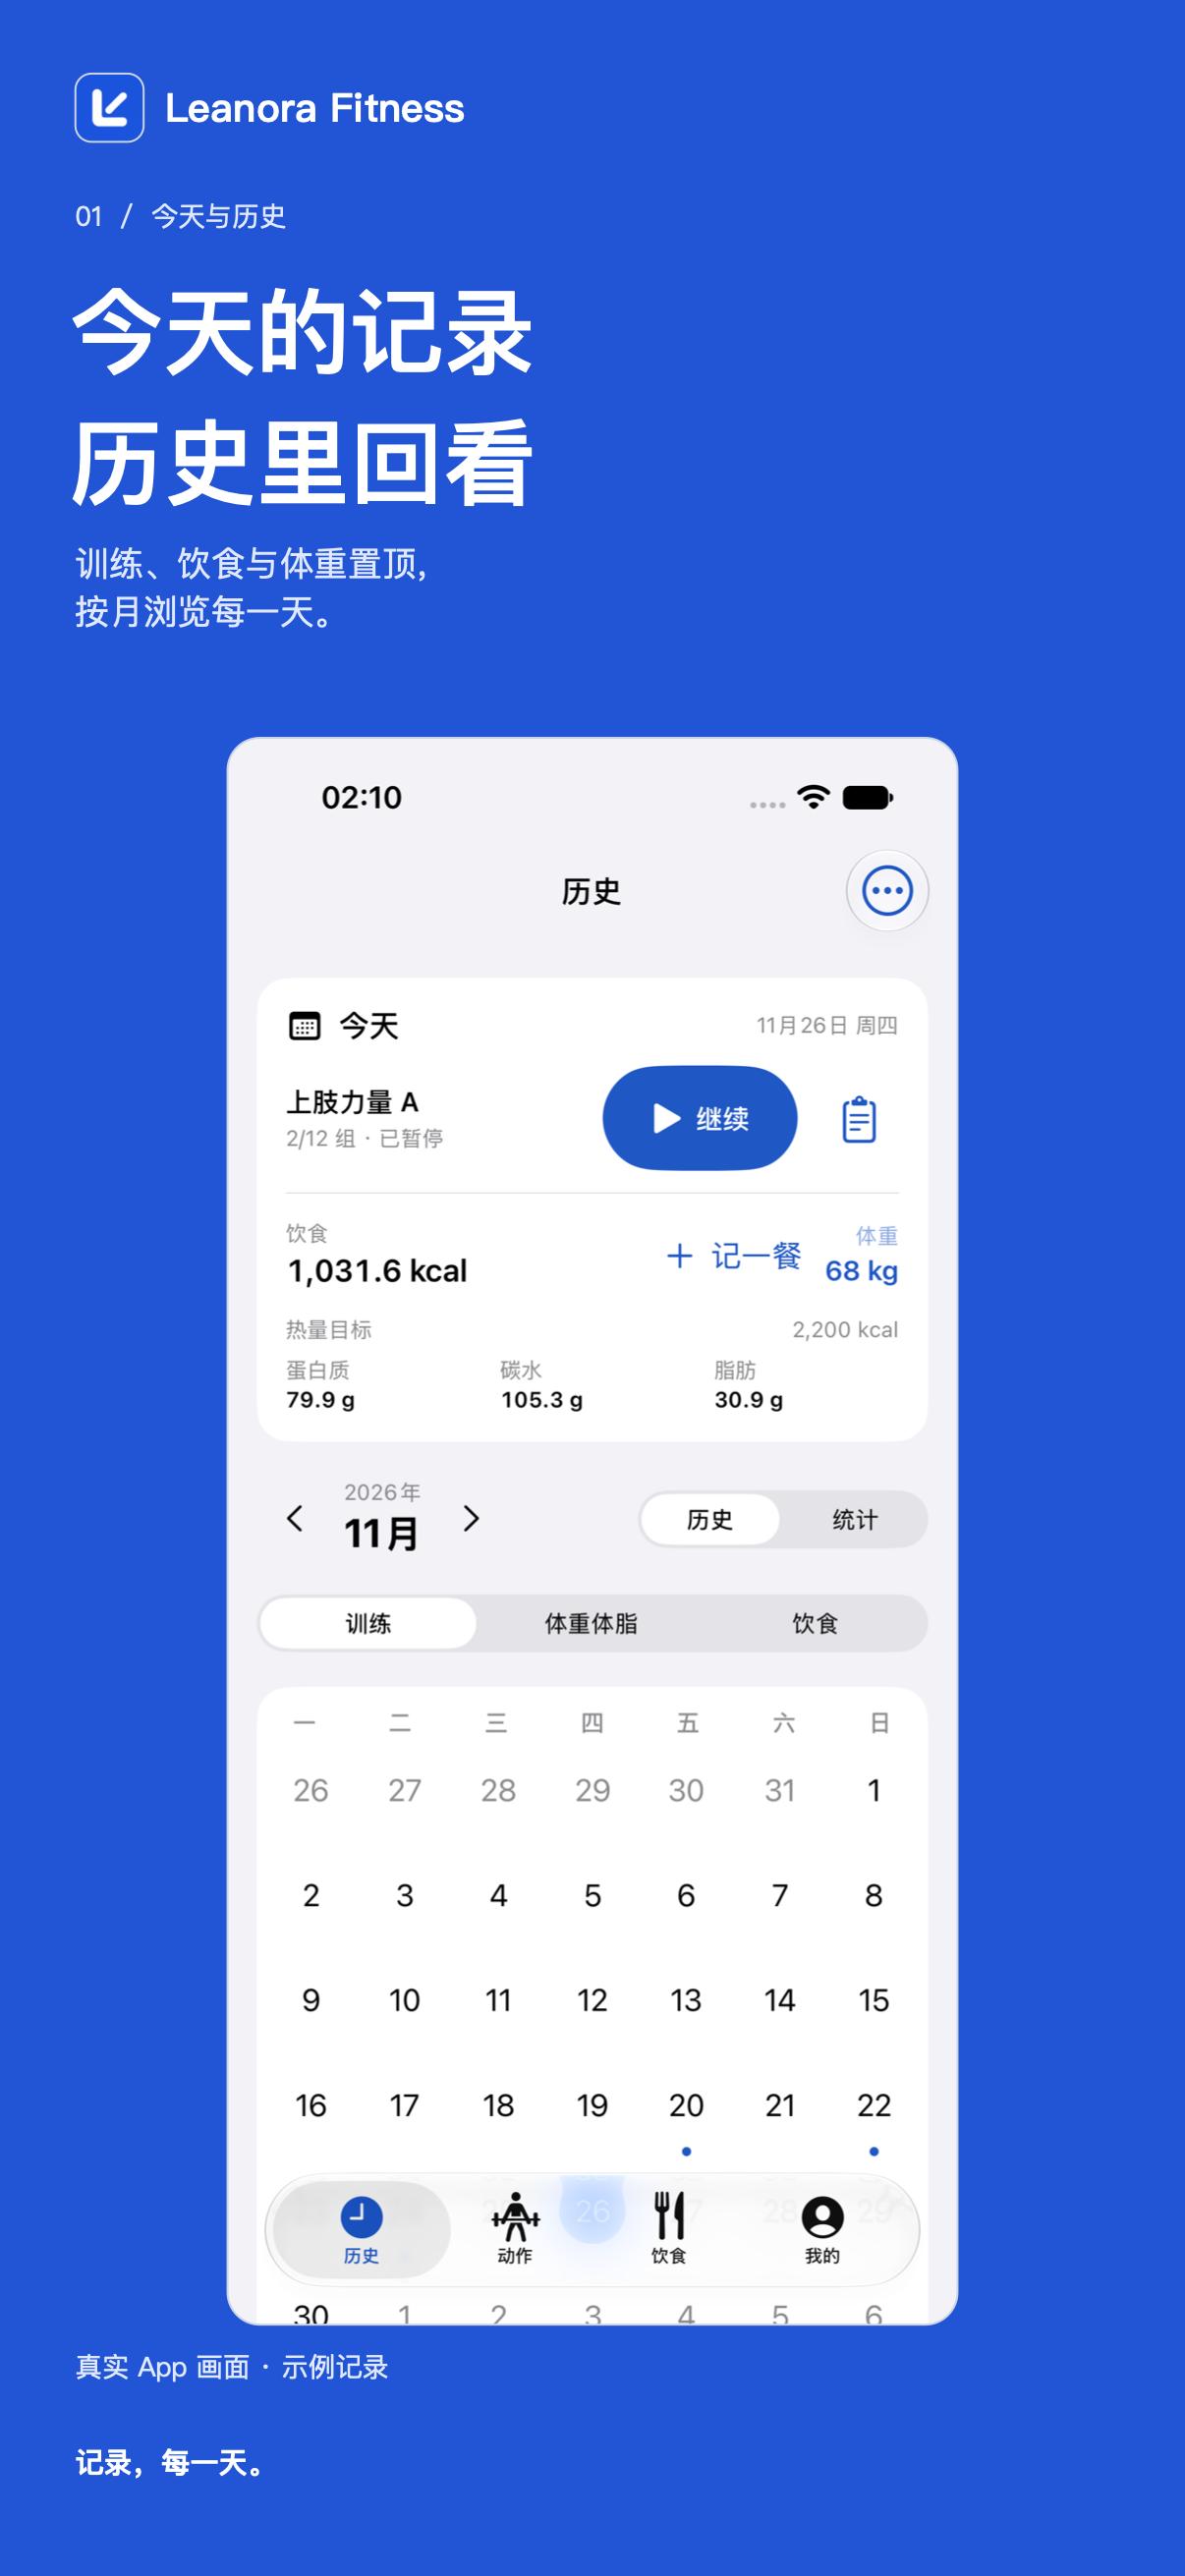 Leanora Fitness
01 / 今天与历史
今天的记录
历史里回看
训练、饮食与体重置顶,
按月浏览每一天。
02:10
历史
今天 11月26日 周四
上肢力量 A
2/12 组 · 已暂停
继续
饮食
1,031.6 kcal
记一餐
体重
68 kg
热量目标 2,200 kcal
蛋白质 碳水 脂肪
79.9 g 105.3 g 30.9 g
2026年
11月
历史 统计
训练 体重体脂 饮食
一 二 三 四 五 六 日
26 27 28 29 30 31 1
2 3 4 5 6 7 8
9 10 11 12 13 14 15
16 17 18 19 20 21 22
26 28 29
历史 动作 饮食 我的
30 1 2 3 4 5 6
真实 App 画面 · 示例记录
记录，每一天。